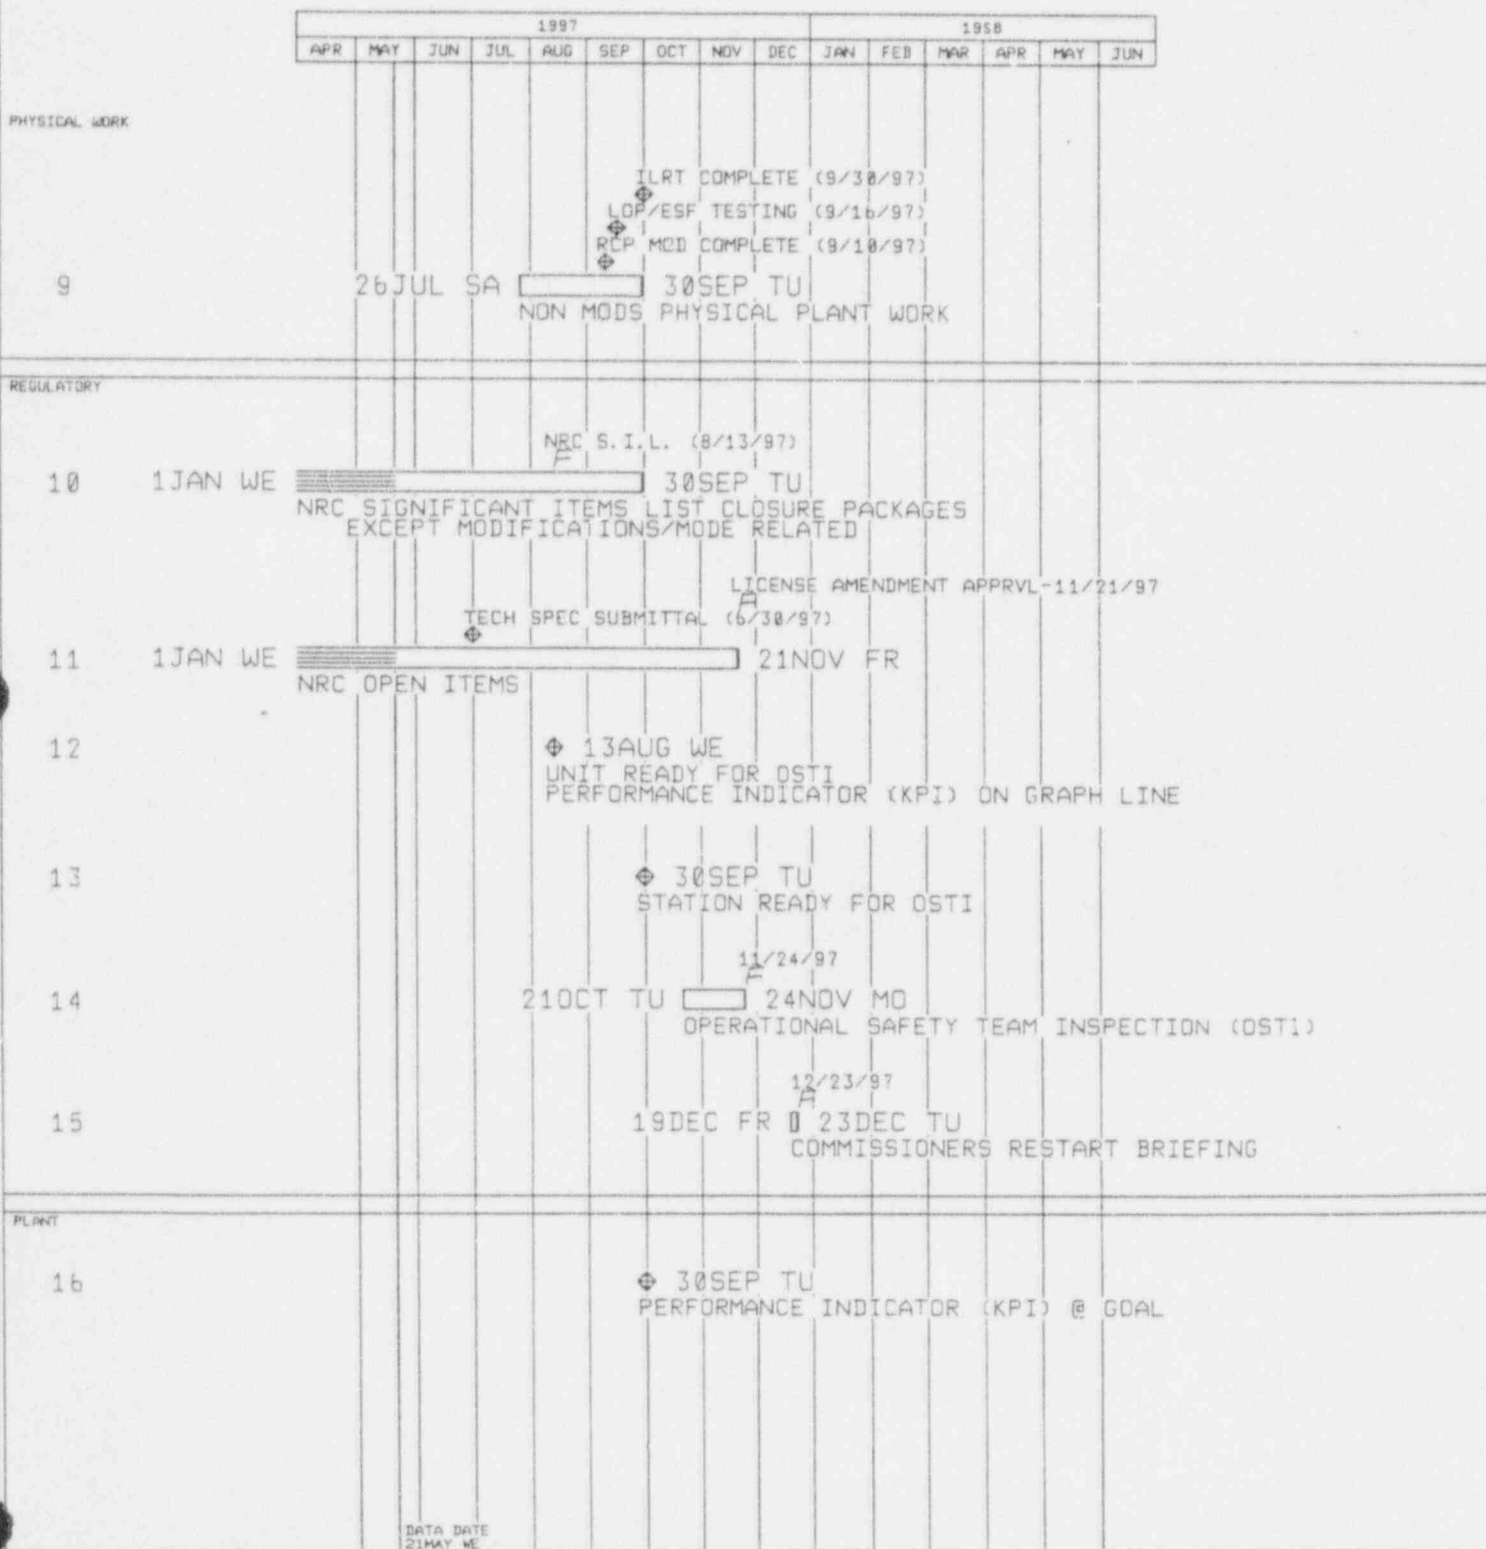 1997 1998
APR MAY JUN JUL AUG SEP OCT NOV DEC JAN FEB MAR APR MAY JUN
PHYSICAL WORK
ILRT COMPLETE (9/30/97)
LOP/ESF TESTING (9/16/97)
RCP MOD COMPLETE (9/10/97)
9 26JUL SA 30SEP TU
NON MODS PHYSICAL PLANT WORK
REGULATORY
NRC S.I.L. (8/13/97)
10 1JAN WE 30SEP TU
NRC SIGNIFICANT ITEMS LIST CLOSURE PACKAGES
EXCEPT MODIFICATIONS/MODE RELATED
LICENSE AMENDMENT APPRVL-11/21/97
TECH SPEC SUBMITTAL (6/30/97)
11 1JAN WE 21NOV FR
NRC OPEN ITEMS
12 13AUG WE
UNIT READY FOR OSTI
PERFORMANCE INDICATOR (KPI) ON GRAPH LINE
13 30SEP TU
STATION READY FOR OSTI
11/24/97
14 21OCT TU 24NOV MO
OPERATIONAL SAFETY TEAM INSPECTION (OSTI)
12/23/97
15 19DEC FR 23DEC TU
COMMISSIONERS RESTART BRIEFING
PLANT
16 30SEP TU
PERFORMANCE INDICATOR (KPI) @ GOAL
DATA DATE
21MAY WE